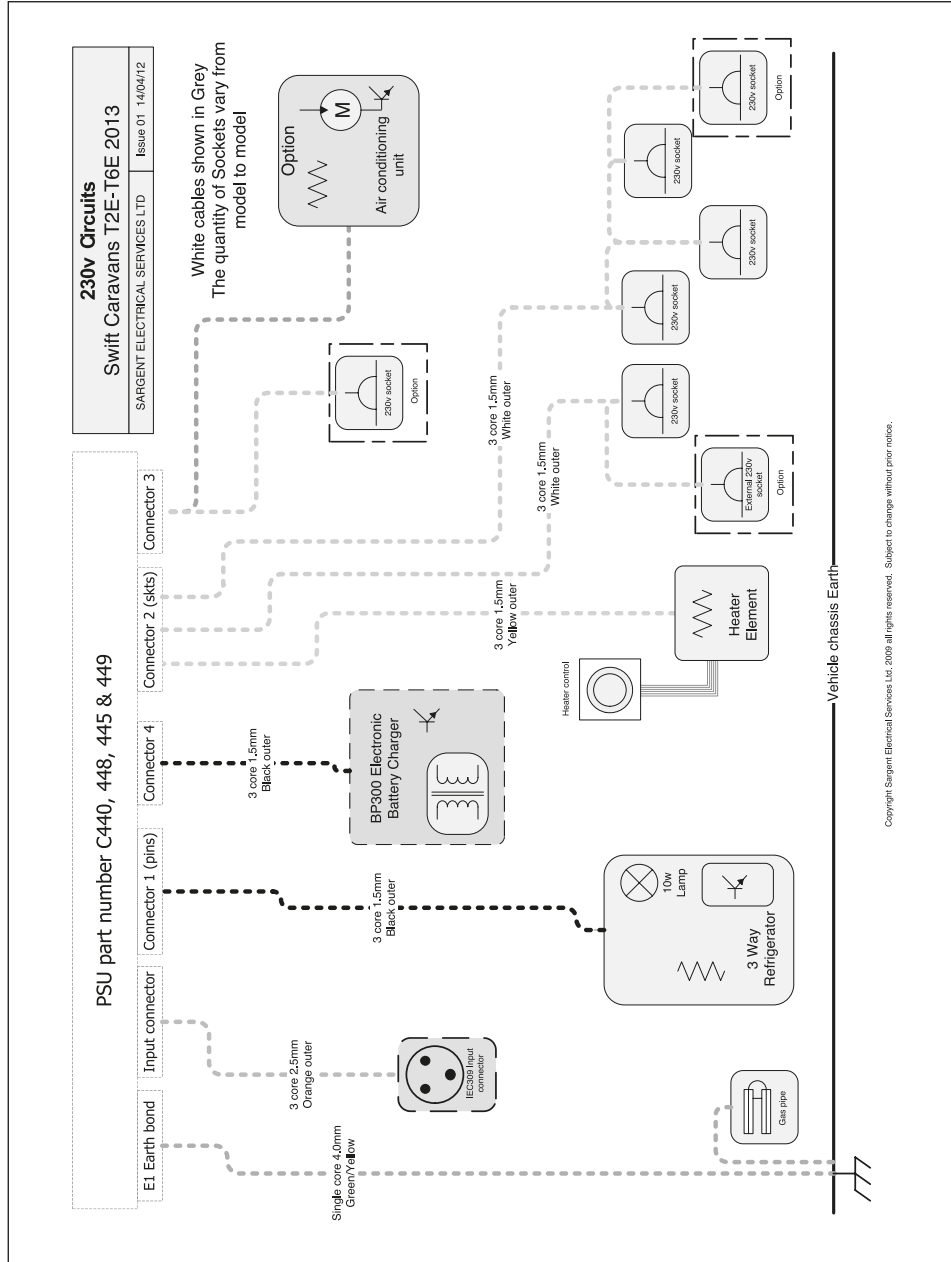 230v Circuits
Swift Caravans T2E-T6E 2013
SARGENT ELECTRICAL SERVICES LTD
Issue 01 14/04/12
PSU part number C440, 448, 445 & 449
E1 Earth bond
Input connector
Connector 1 (pins)
Connector 4
Connector 2 (skts)
Connector 3
White cables shown in Grey
The quantity of Sockets vary from
model to model
Option
M
Air conditioning
unit
230v socket
Option
3 core 1.5mm
White outer
3 core 1.5mm
White outer
3 core 1.5mm
Yellow outer
3 core 1.5mm
Black outer
3 core 1.5mm
Black outer
3 core 2.5mm
Orange outer
Single core 4.0mm
Green/Yellow
IEC309 Input
connector
BP300 Electronic
Battery Charger
Heater control
Heater
Element
10w
Lamp
3 Way
Refrigerator
Gas pipe
External 230v
socket
Option
230v socket
230v socket
230v socket
230v socket
230v socket
Option
Vehicle chassis Earth
Copyright Sargent Electrical Services Ltd. 2009 all rights reserved. Subject to change without prior notice.